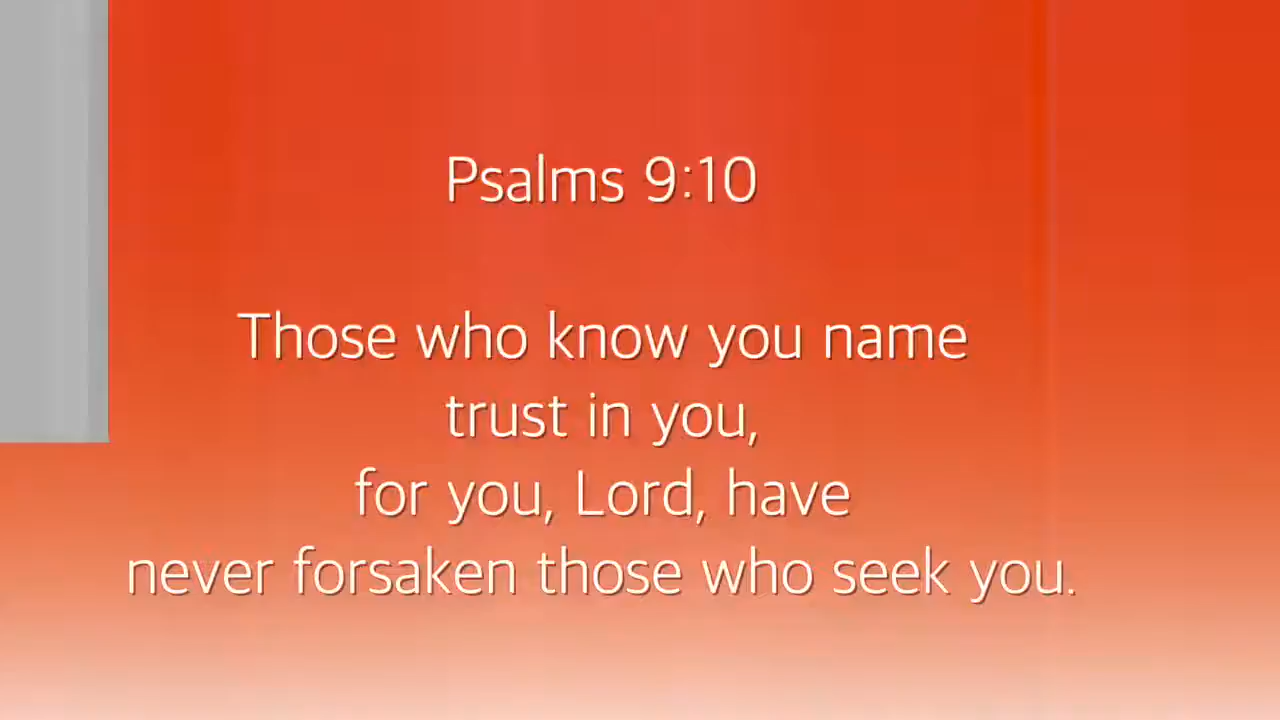 Psalms 9:10
Those who know you name
trust in you,
for you, Lord, have
never forsaken those who seek you.